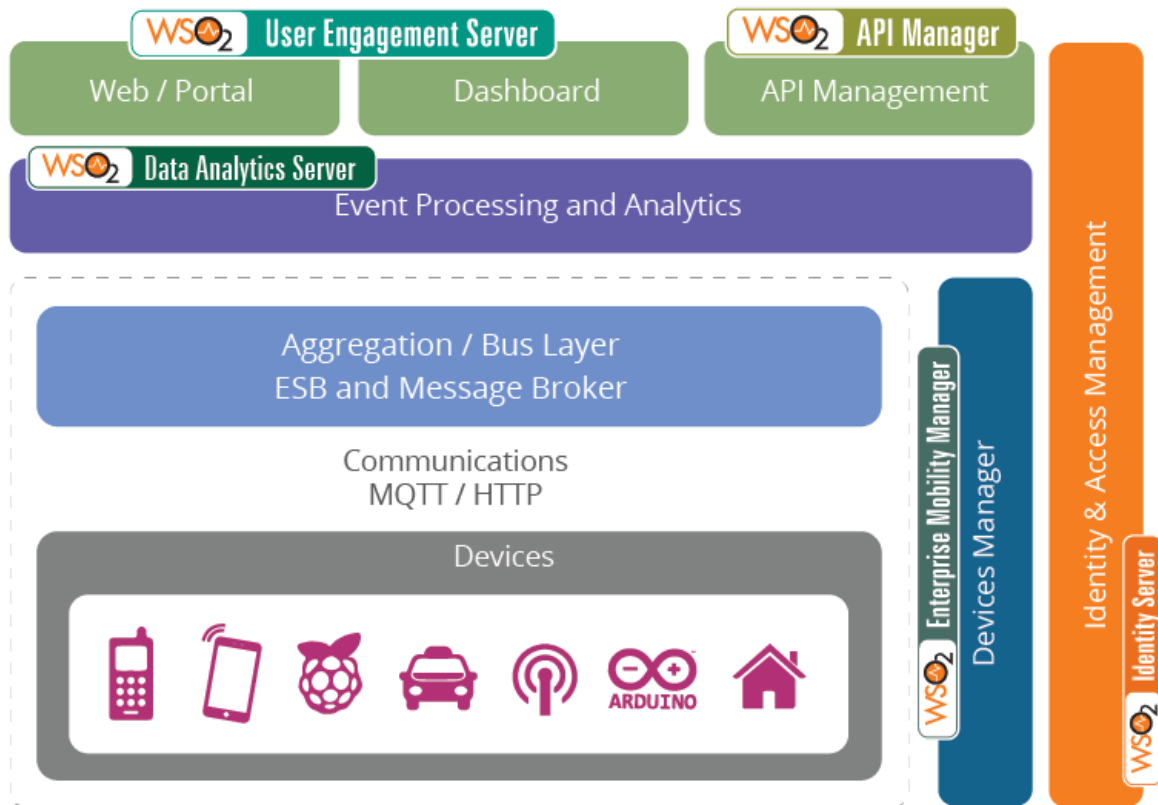 WSO2 User Engagement Server
WSO2 API Manager
Web / Portal
Dashboard
API Management
WSO2 Data Analytics Server
Event Processing and Analytics
Aggregation / Bus Layer
ESB and Message Broker
Communications
MQTT / HTTP
Devices
ARDUINO
WSO2 Enterprise Mobility Manager
Devices Manager
Identity & Access Management
WSO2 Identity Server